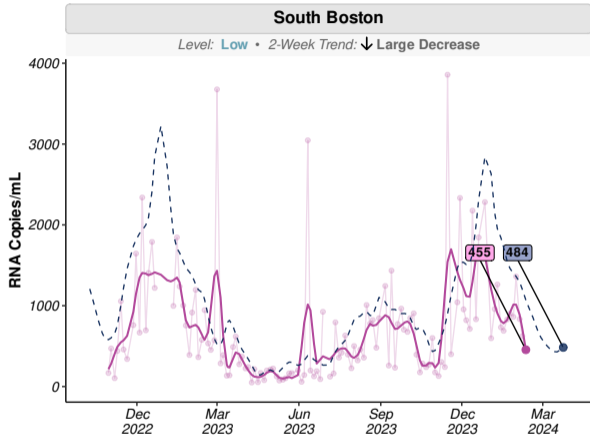 South Boston
Level: Low • 2-Week Trend: ↓ Large Decrease
RNA Copies/mL
4000
3000
2000
1000
0
455
484
Dec 2022
Mar 2023
Jun 2023
Sep 2023
Dec 2023
Mar 2024